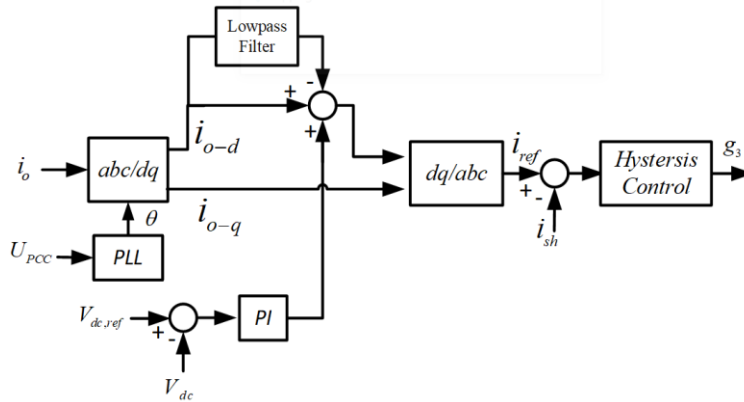 Lowpass
Filter
-
+
+
i_{o-d}
i_o
abc/dq
dq/abc
i_{ref}
+
-
Hystersis
Control
g_3
θ
i_{o-q}
i_{sh}
U_{PCC}
PLL
V_{dc,ref}
+
-
PI
V_{dc}